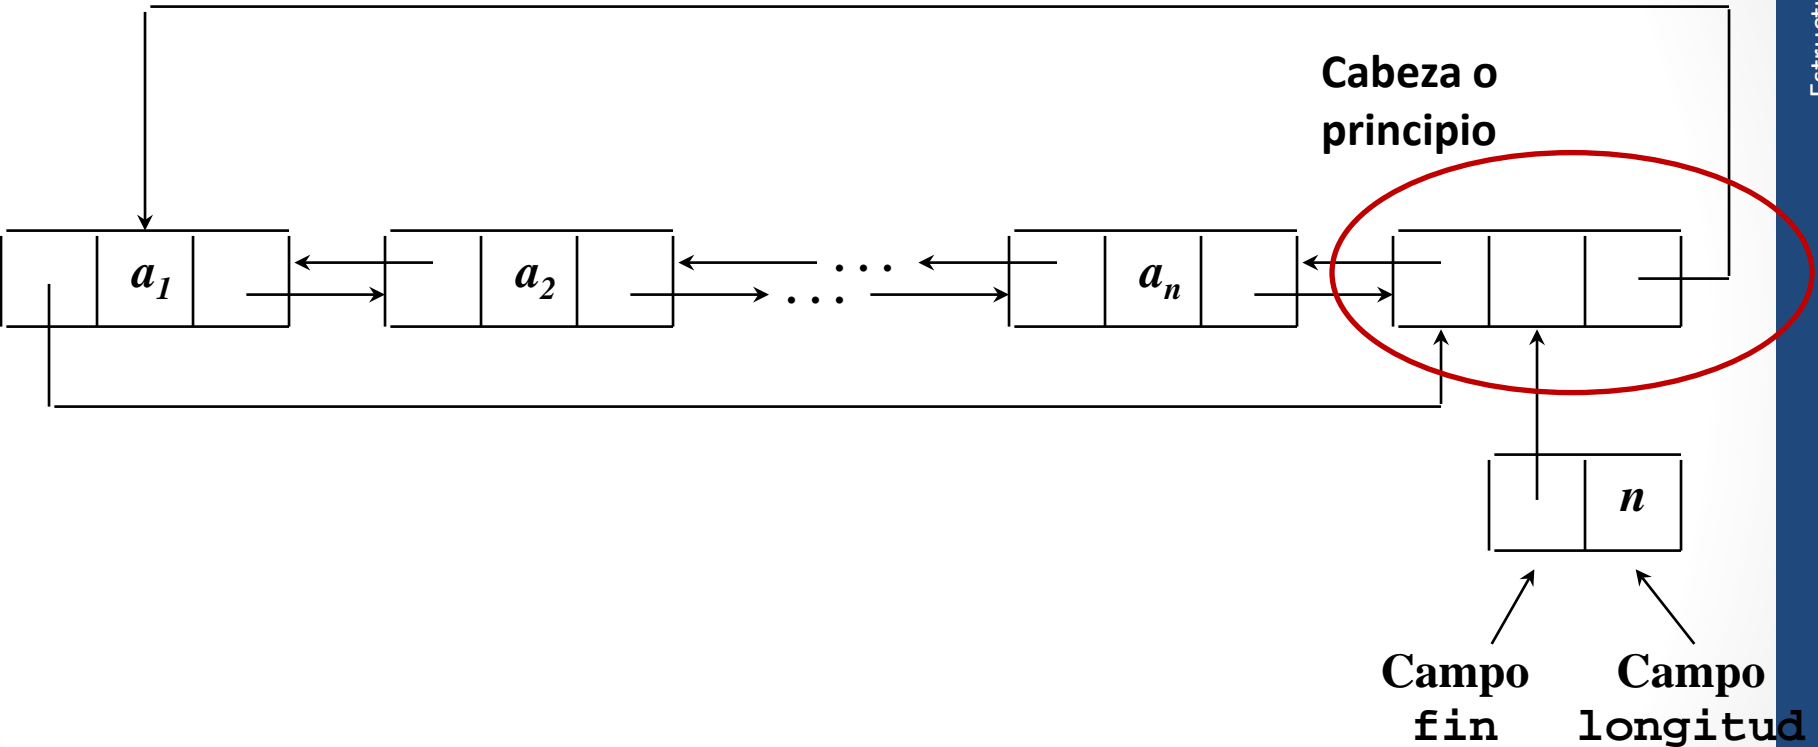 Cabeza o
principio
a1 a2 ... ... an
n
Campo Campo
fin longitud